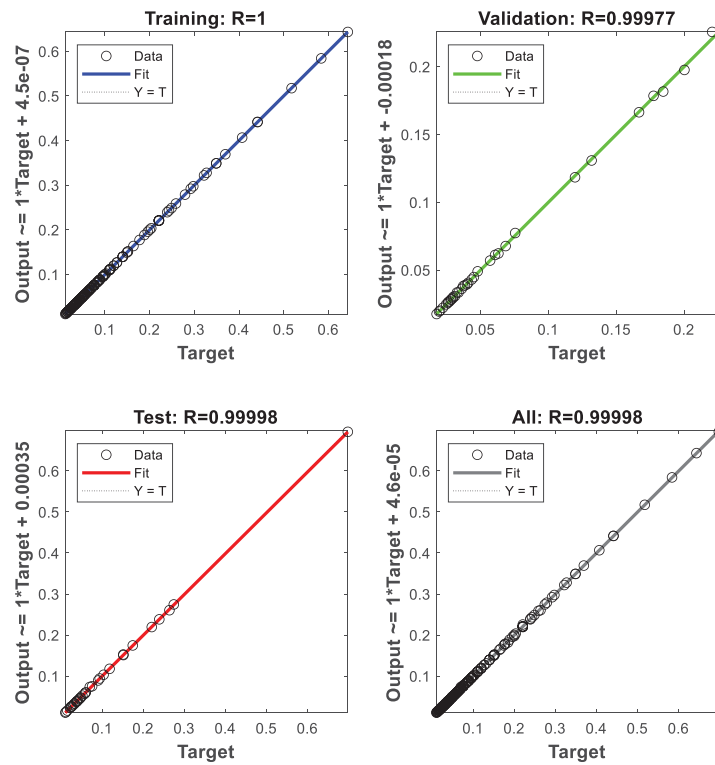 Training: R=1
Output ~= 1*Target + 4.5e-07
0.6
0.5
0.4
0.3
0.2
0.1
Data
Fit
Y = T
0.1 0.2 0.3 0.4 0.5 0.6
Target
Validation: R=0.99977
Output ~= 1*Target + -0.00018
0.2
0.15
0.1
0.05
Data
Fit
Y = T
0.05 0.1 0.15 0.2
Target
Test: R=0.99998
Output ~= 1*Target + 0.00035
0.6
0.5
0.4
0.3
0.2
0.1
Data
Fit
Y = T
0.1 0.2 0.3 0.4 0.5 0.6
Target
All: R=0.99998
Output ~= 1*Target + 4.6e-05
0.6
0.5
0.4
0.3
0.2
0.1
Data
Fit
Y = T
0.1 0.2 0.3 0.4 0.5 0.6
Target